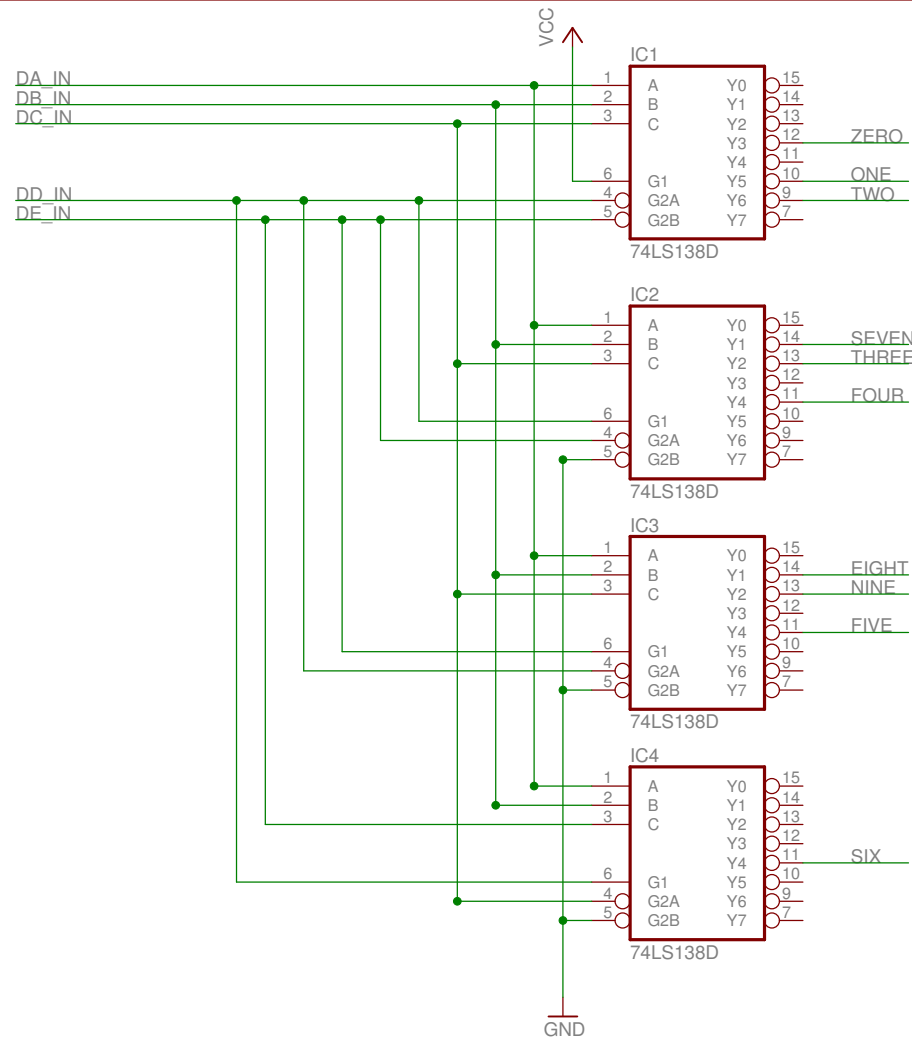 VCC
IC1
DA_IN 1 A Y0 15
DB_IN 2 B Y1 14
DC_IN 3 C Y2 13
Y3 12 ZERO
Y4 11
6 G1 Y5 10 ONE
DD_IN 4 G2A Y6 9 TWO
DE_IN 5 G2B Y7 7
74LS138D
IC2
1 A Y0 15
2 B Y1 14 SEVEN
3 C Y2 13 THREE
Y3 12
Y4 11 FOUR
6 G1 Y5 10
4 G2A Y6 9
5 G2B Y7 7
74LS138D
IC3
1 A Y0 15
2 B Y1 14 EIGHT
3 C Y2 13 NINE
Y3 12
Y4 11 FIVE
6 G1 Y5 10
4 G2A Y6 9
5 G2B Y7 7
74LS138D
IC4
1 A Y0 15
2 B Y1 14
3 C Y2 13
Y3 12
Y4 11 SIX
6 G1 Y5 10
4 G2A Y6 9
5 G2B Y7 7
74LS138D
GND